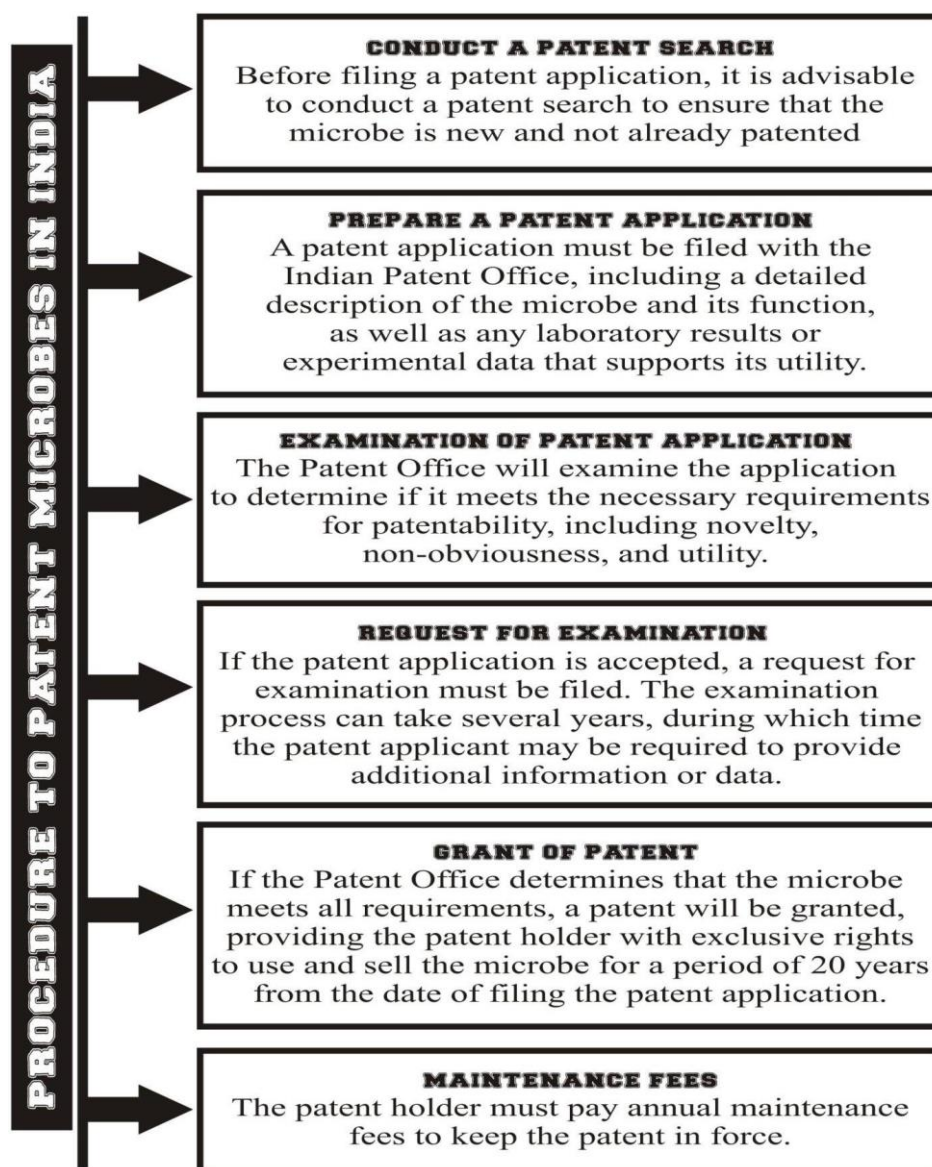 PROCEDURE TO PATENT MICROBES IN INDIA
CONDUCT A PATENT SEARCH
Before filing a patent application, it is advisable
to conduct a patent search to ensure that the
microbe is new and not already patented
PREPARE A PATENT APPLICATION
A patent application must be filed with the
Indian Patent Office, including a detailed
description of the microbe and its function,
as well as any laboratory results or
experimental data that supports its utility.
EXAMINATION OF PATENT APPLICATION
The Patent Office will examine the application
to determine if it meets the necessary requirements
for patentability, including novelty,
non-obviousness, and utility.
REQUEST FOR EXAMINATION
If the patent application is accepted, a request for
examination must be filed. The examination
process can take several years, during which time
the patent applicant may be required to provide
additional information or data.
GRANT OF PATENT
If the Patent Office determines that the microbe
meets all requirements, a patent will be granted,
providing the patent holder with exclusive rights
to use and sell the microbe for a period of 20 years
from the date of filing the patent application.
MAINTENANCE FEES
The patent holder must pay annual maintenance
fees to keep the patent in force.